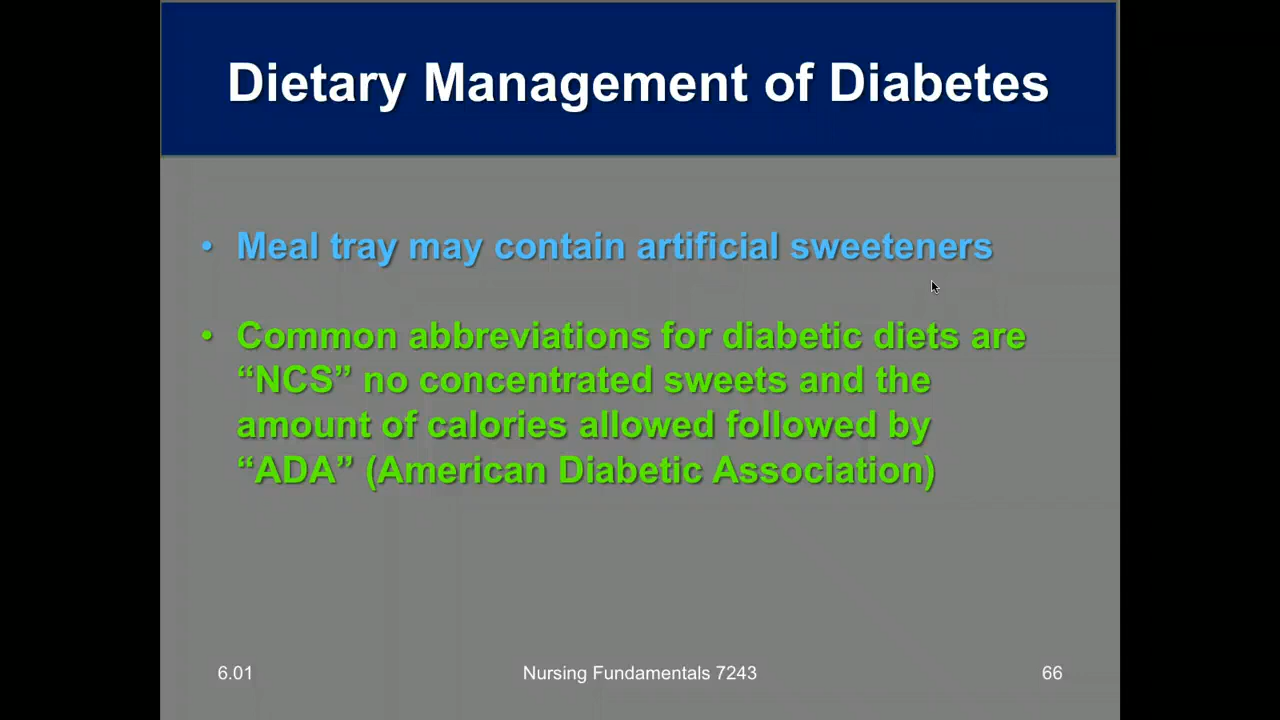 Dietary Management of Diabetes
• Meal tray may contain artificial sweeteners
• Common abbreviations for diabetic diets are
“NCS” no concentrated sweets and the
amount of calories allowed followed by
“ADA” (American Diabetic Association)
6.01 Nursing Fundamentals 7243 66